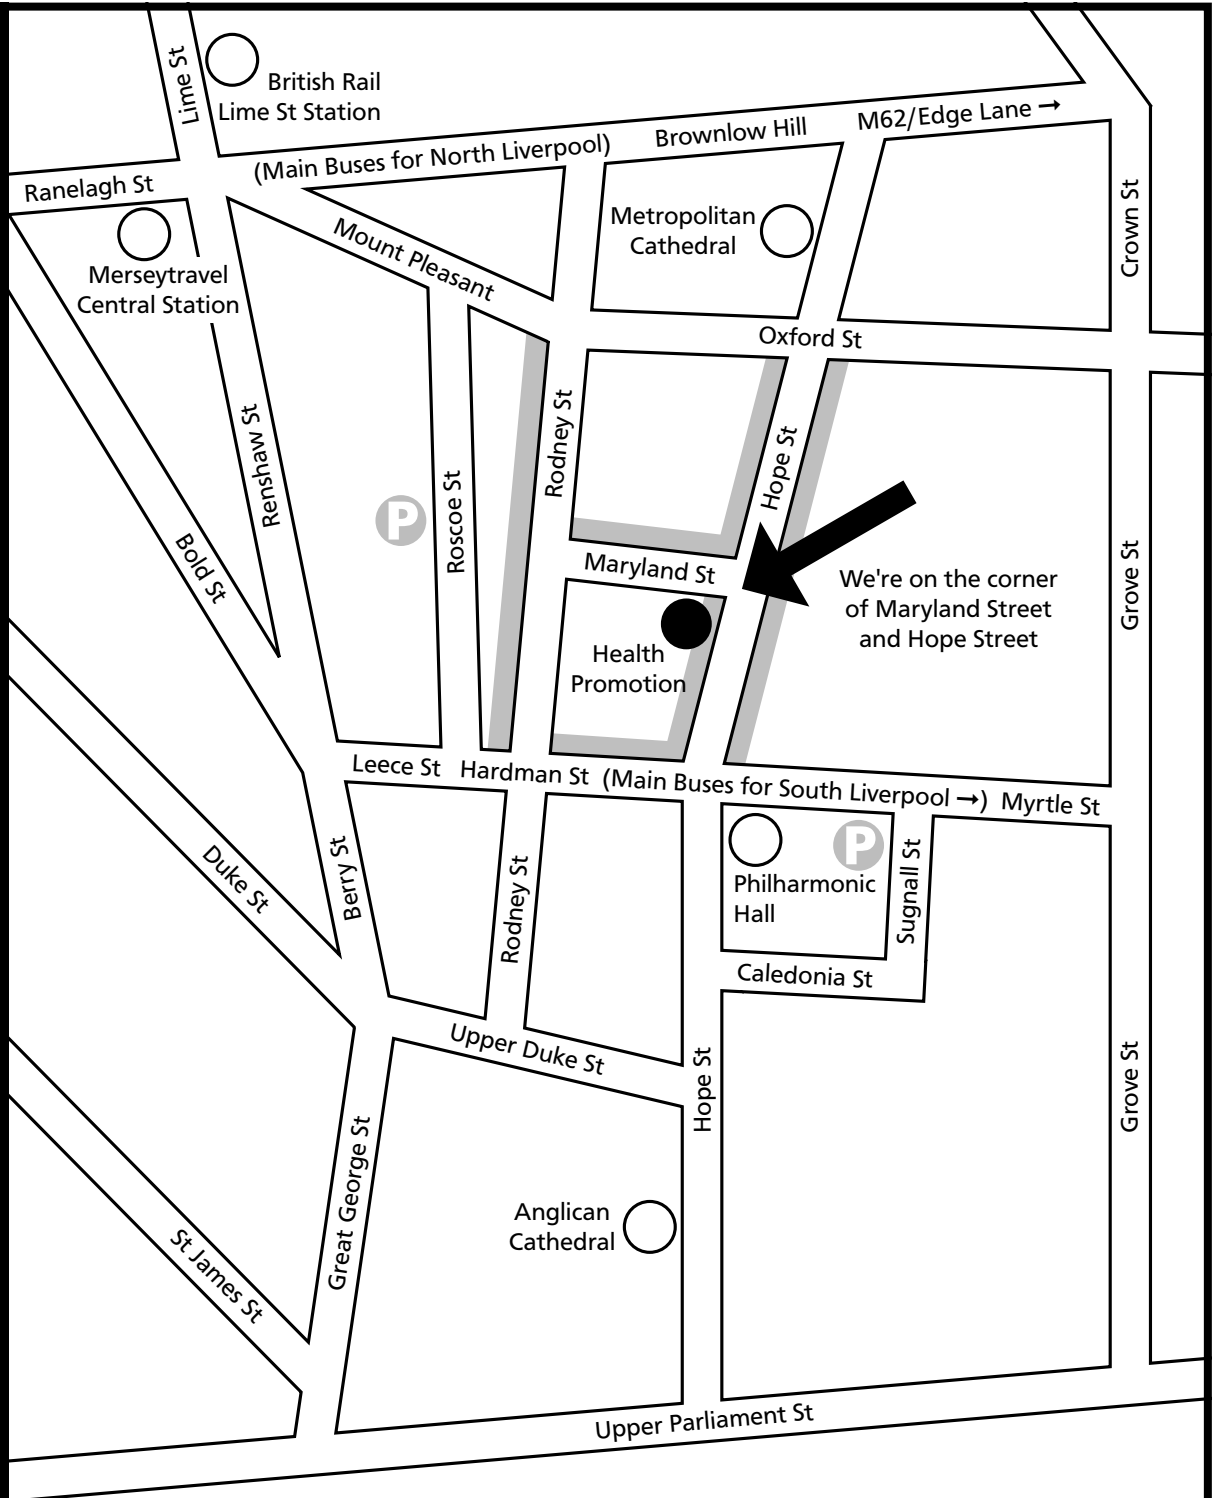 Lime St
British Rail
Lime St Station
M62/Edge Lane →
Brownlow Hill
(Main Buses for North Liverpool)
Ranelagh St
Crown St
Metropolitan
Cathedral
Mount Pleasant
Merseytravel
Central Station
Oxford St
Renshaw St
Rodney St
Hope St
Roscoe St
P
Bold St
Maryland St
Grove St
We're on the corner
of Maryland Street
and Hope Street
Health
Promotion
Leece St
Hardman St
(Main Buses for South Liverpool →)
Myrtle St
Berry St
Duke St
Rodney St
P
Philharmonic
Hall
Sugnall St
Caledonia St
Upper Duke St
Hope St
Grove St
Great George St
Anglican
Cathedral
St James St
Upper Parliament St